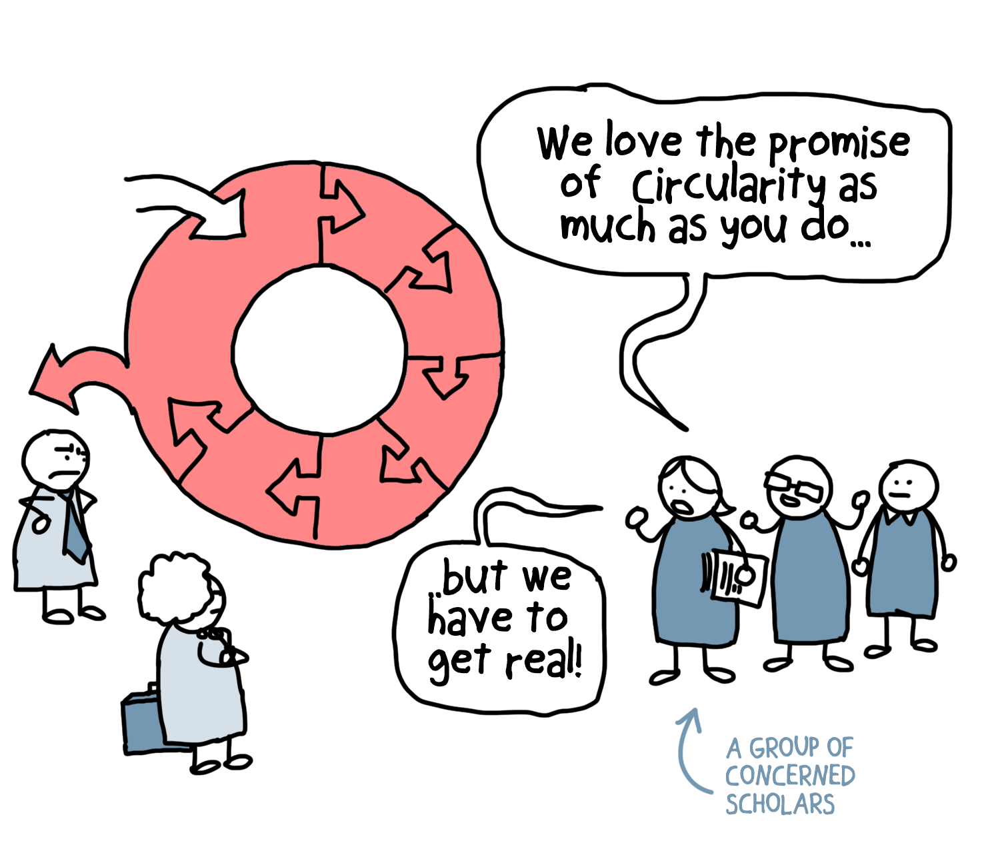 We love the promise
of Circularity as
much as you do...
..but we
have to
get real!
A GROUP OF
CONCERNED
SCHOLARS